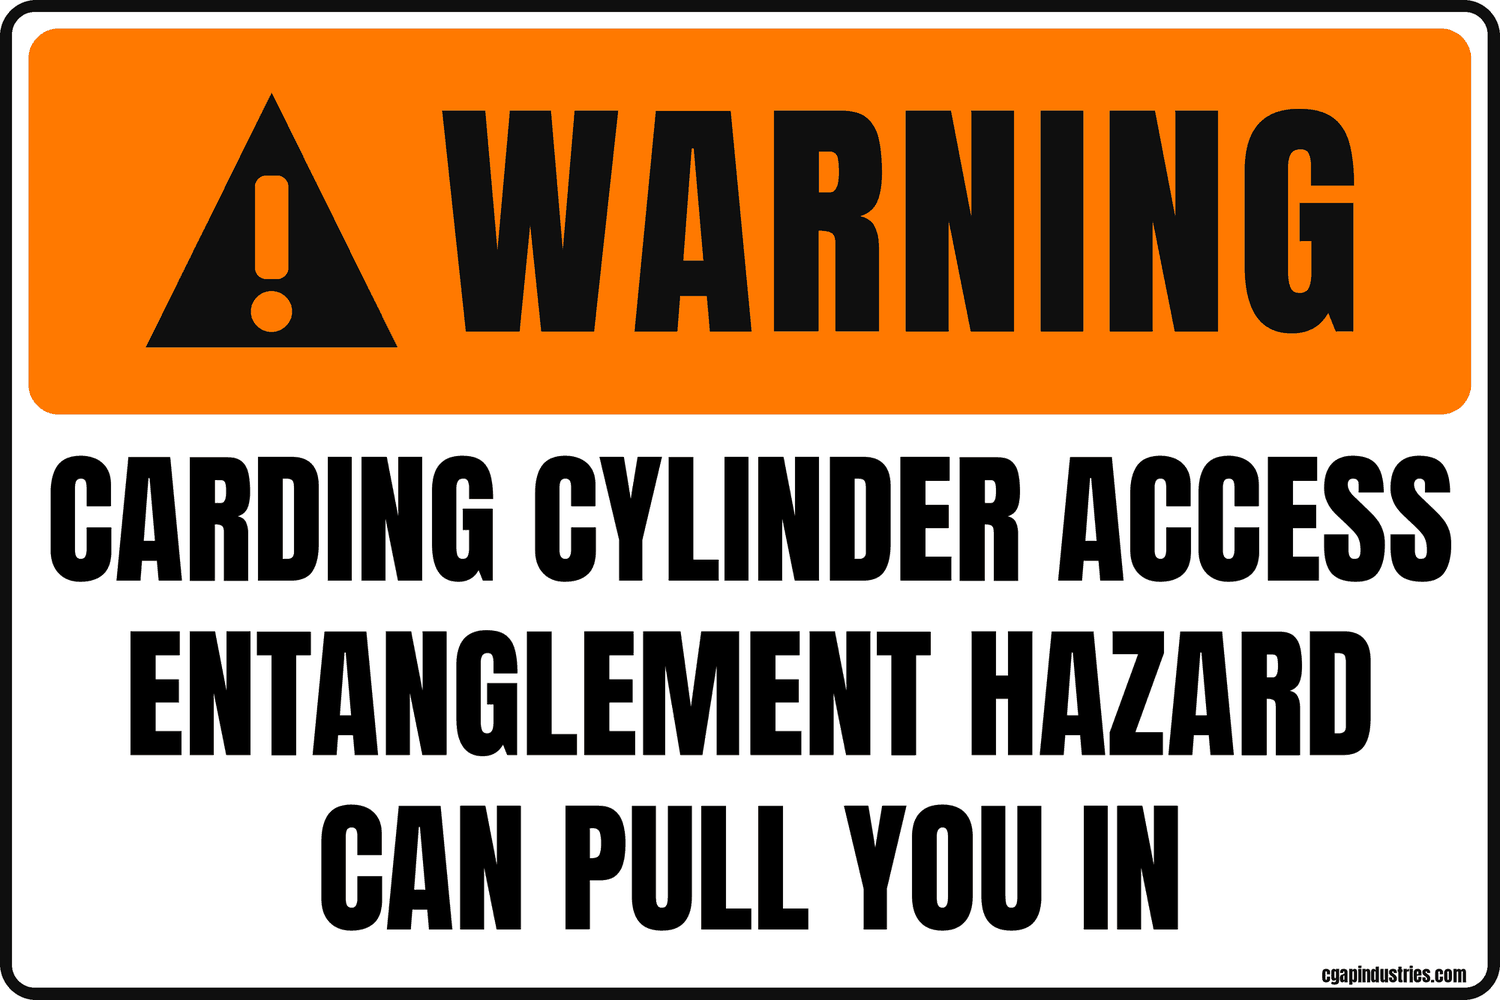 WARNING
CARDING CYLINDER ACCESS
ENTANGLEMENT HAZARD
CAN PULL YOU IN
cgapindustries.com